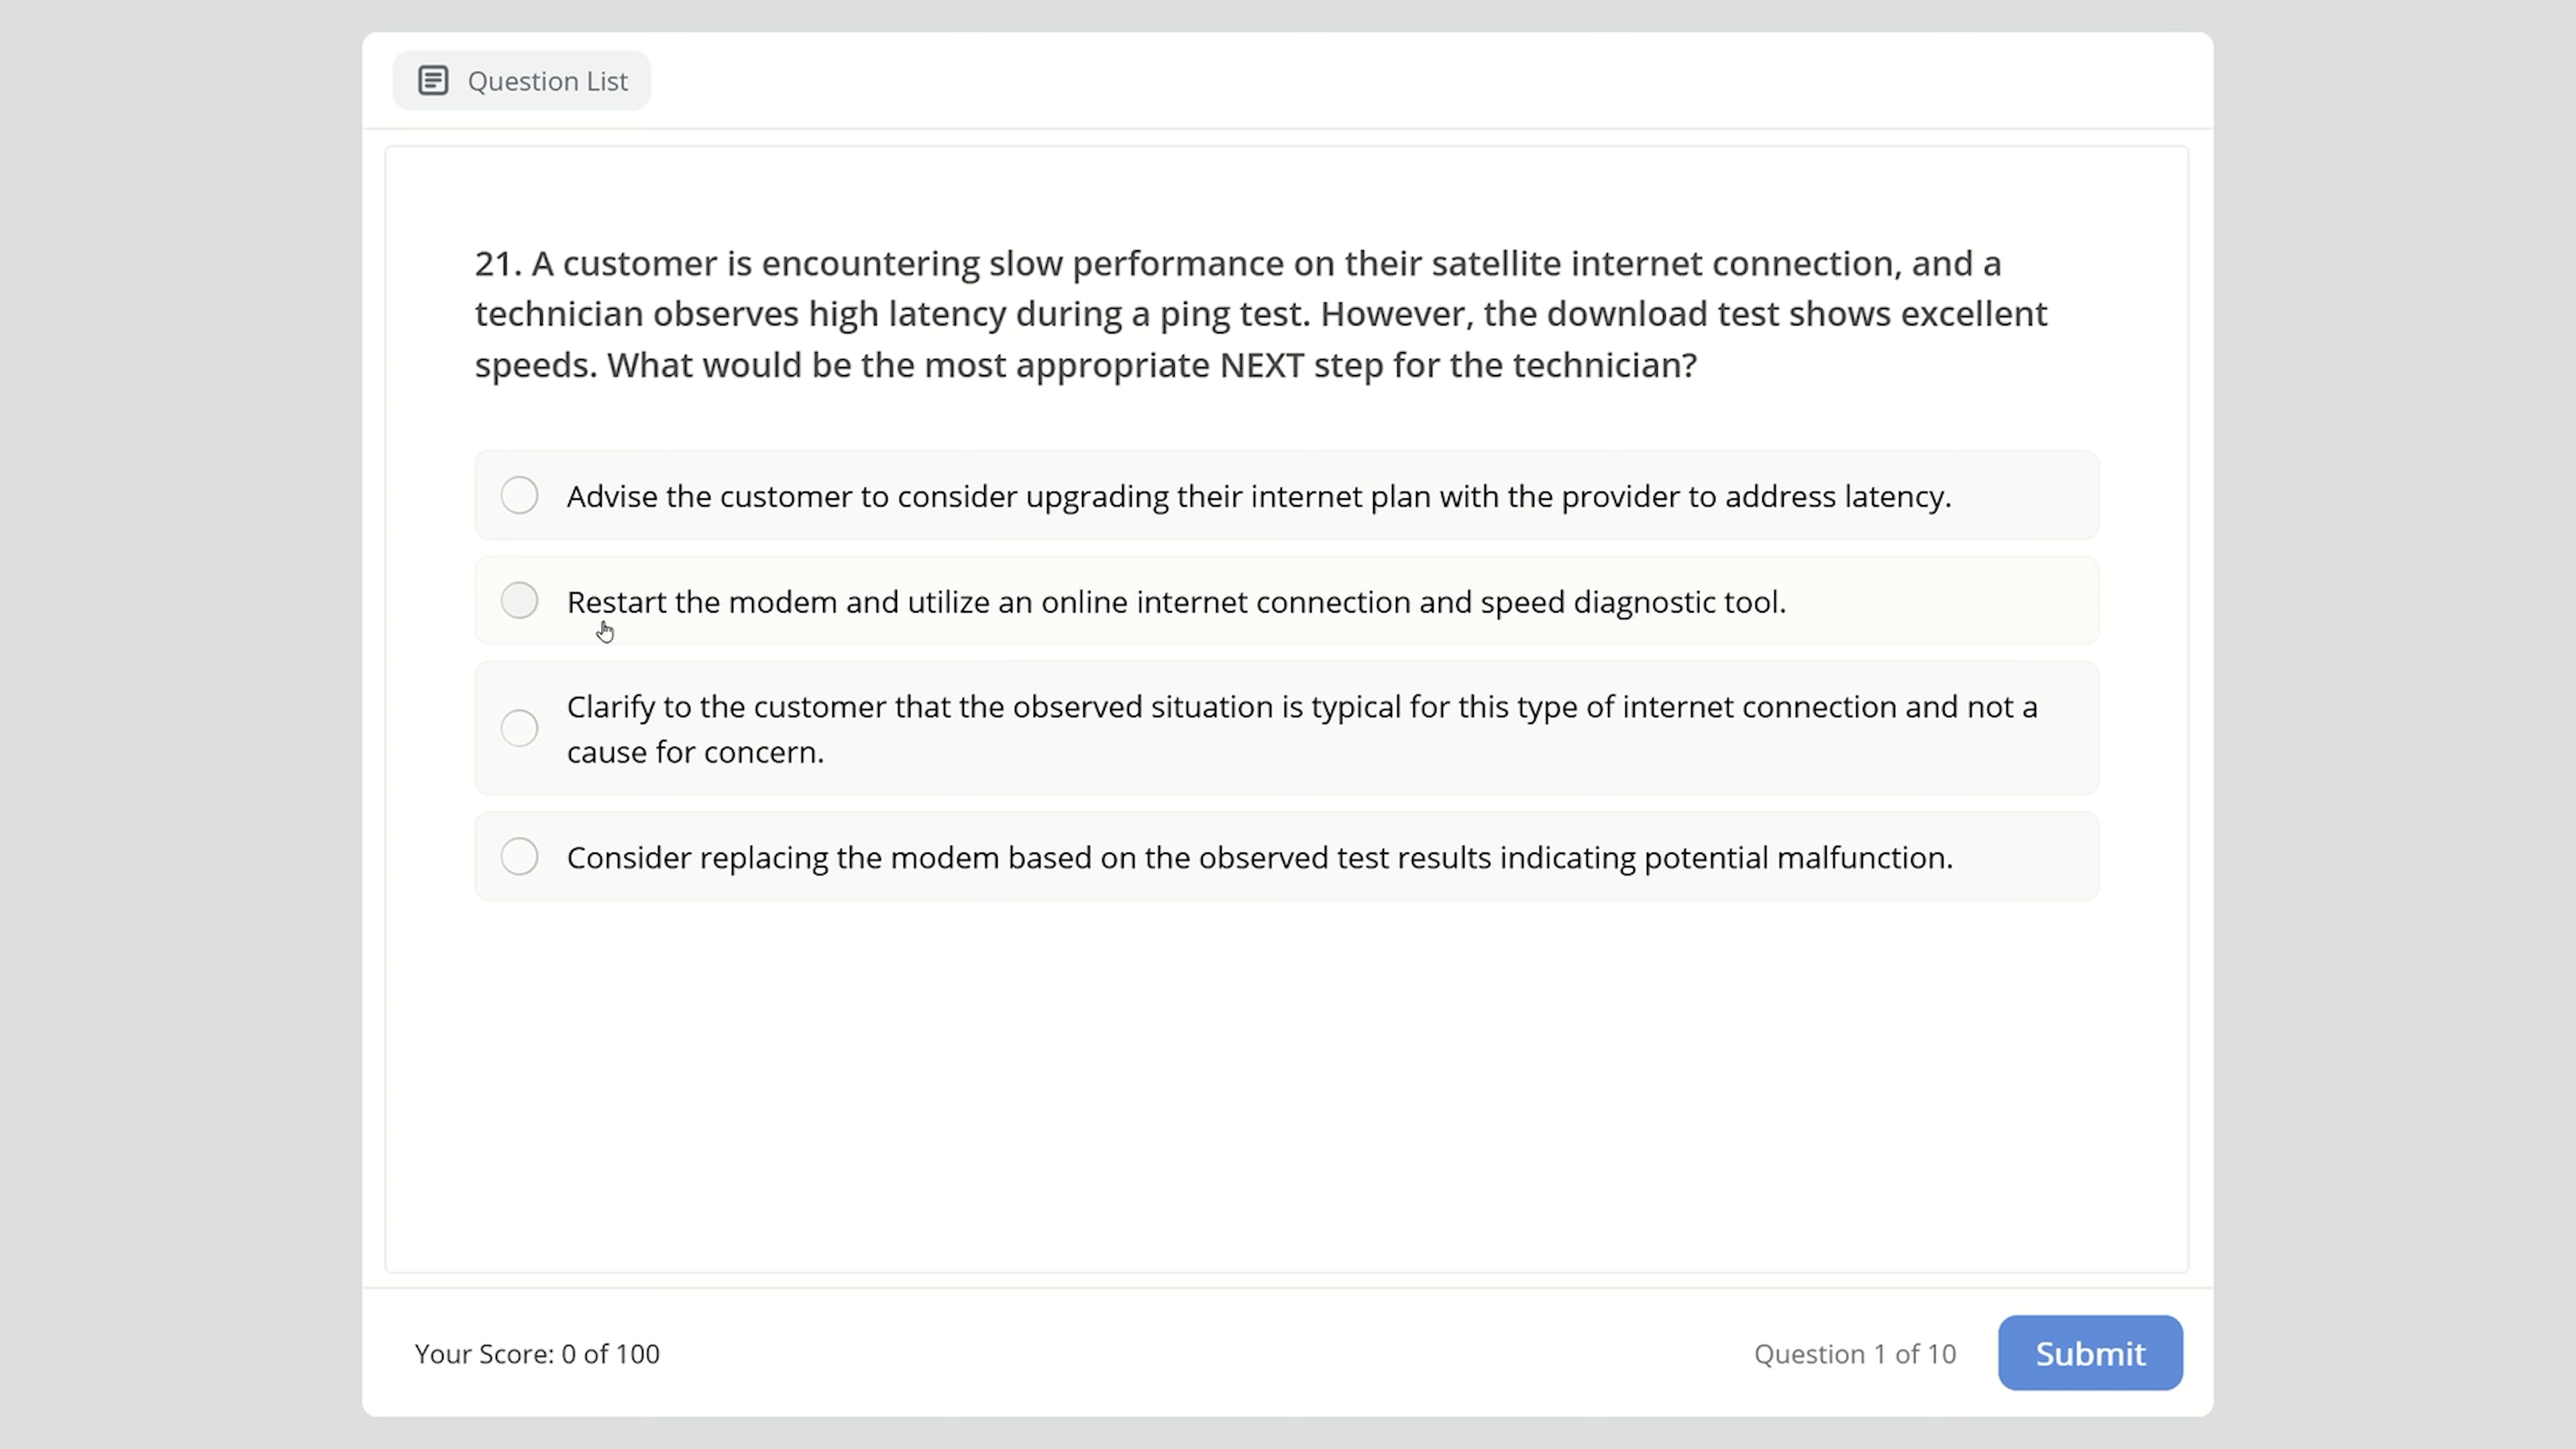 Question List
21. A customer is encountering slow performance on their satellite internet connection, and a
technician observes high latency during a ping test. However, the download test shows excellent
speeds. What would be the most appropriate NEXT step for the technician?
Advise the customer to consider upgrading their internet plan with the provider to address latency.
Restart the modem and utilize an online internet connection and speed diagnostic tool.
Clarify to the customer that the observed situation is typical for this type of internet connection and not a
cause for concern.
Consider replacing the modem based on the observed test results indicating potential malfunction.
Your Score: 0 of 100
Question 1 of 10
Submit